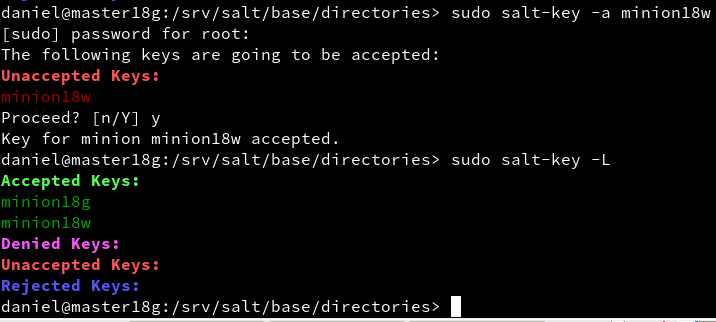 daniel@master18g:/srv/salt/base/directories> sudo salt-key -a minion18w
[sudo] password for root:
The following keys are going to be accepted:
Unaccepted Keys:
minion18w
Proceed? [n/Y] y
Key for minion minion18w accepted.
daniel@master18g:/srv/salt/base/directories> sudo salt-key -L
Accepted Keys:
minion18g
minion18w
Denied Keys:
Unaccepted Keys:
Rejected Keys:
daniel@master18g:/srv/salt/base/directories>